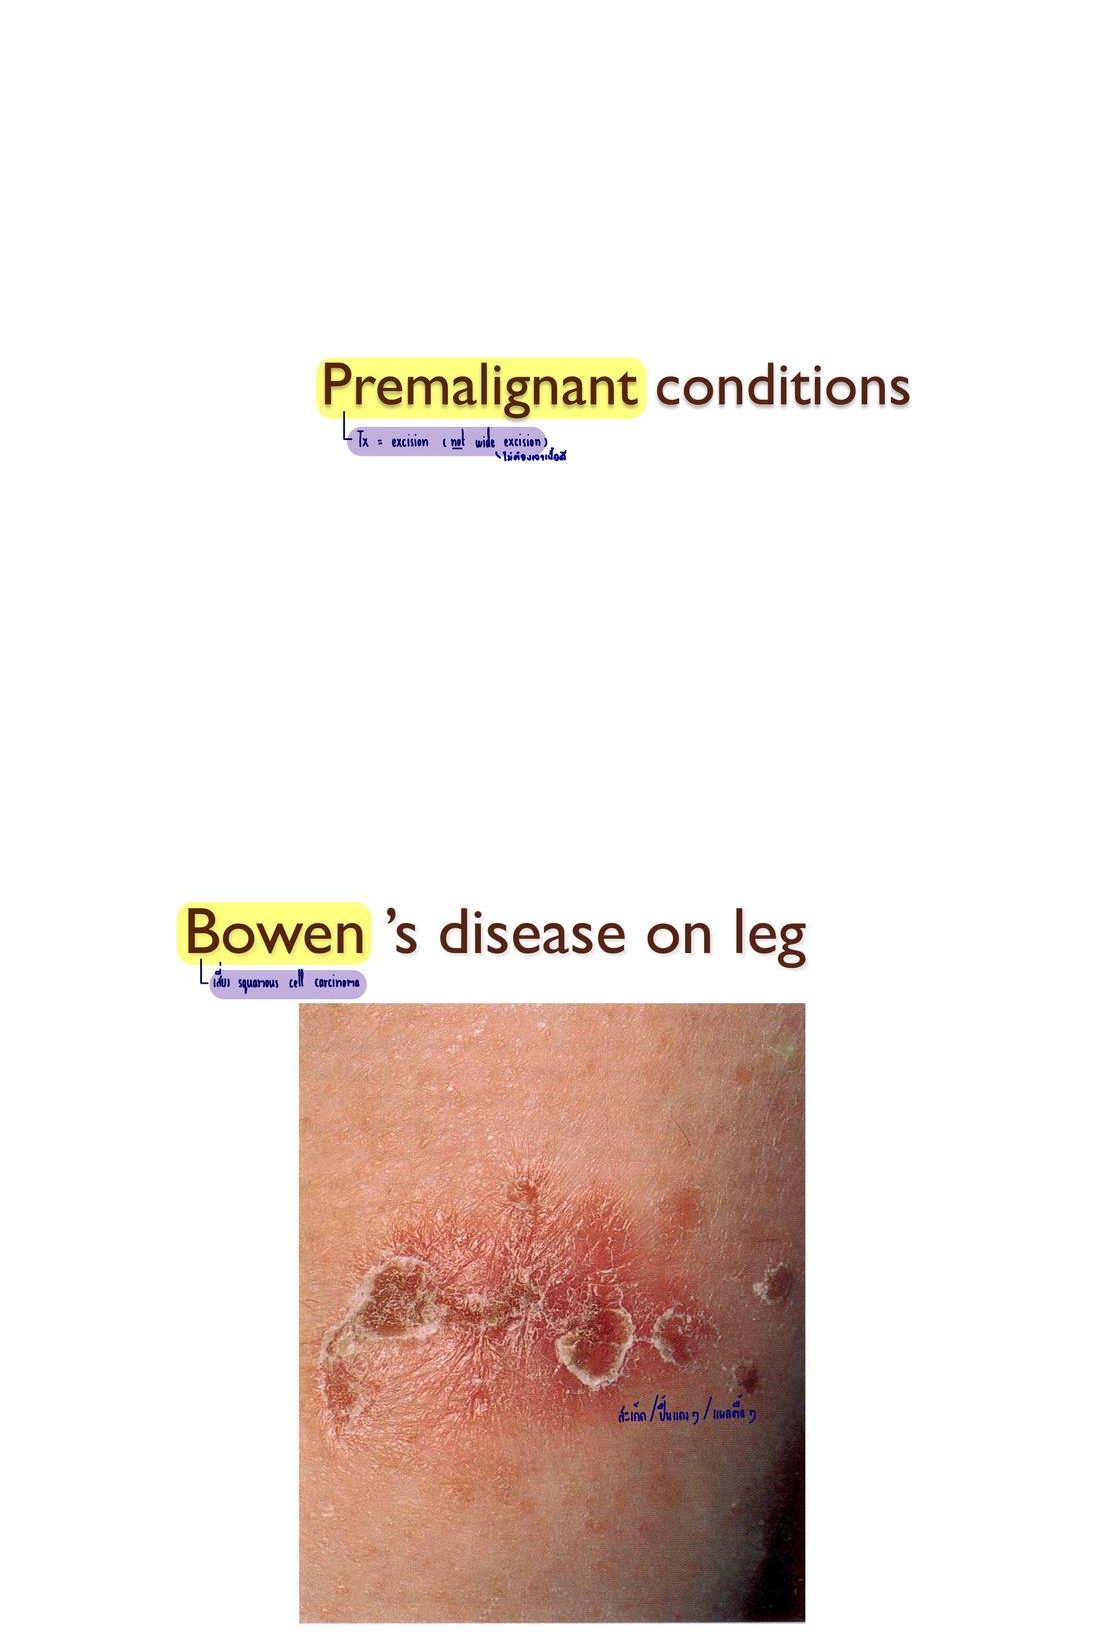 Premalignant conditions
Tx = excision (not wide excision)
ไม่ต้องเอาเนื้อดี
Bowen 's disease on leg
เสี่ยง squamous cell carcinoma
สะเก็ด/ปื้นแดงๆ/แผลตื้นๆ